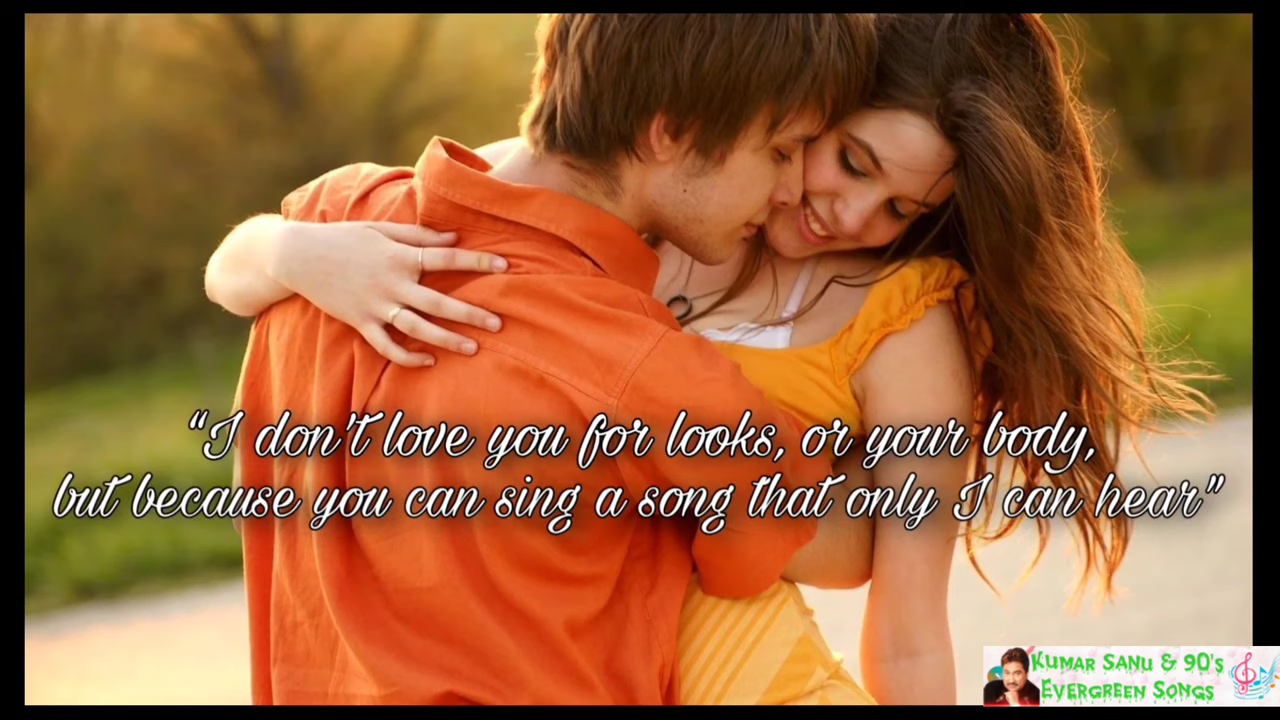 “I don't love you for looks, or your body,
but because you can sing a song that only I can hear”
Kumar Sanu & 90's
Evergreen Songs